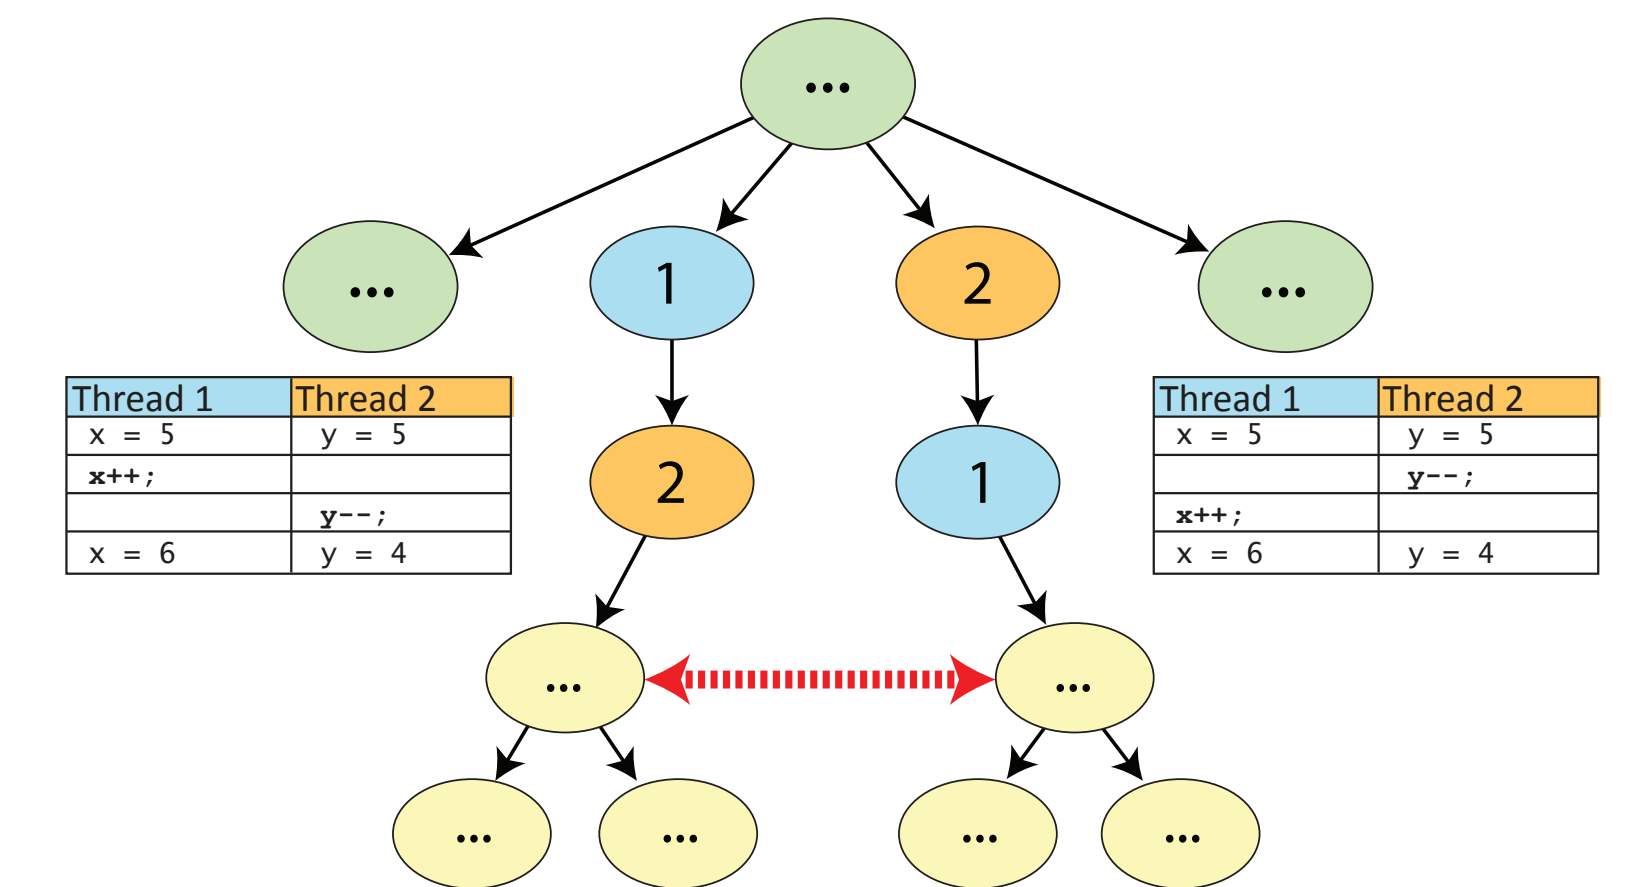 ...
... 1 2 ...
Thread 1 Thread 2
x = 5 y = 5
x++;
y--;
x = 6 y = 4
2 1
Thread 1 Thread 2
x = 5 y = 5
y--;
x++;
x = 6 y = 4
... ...
... ... ... ...